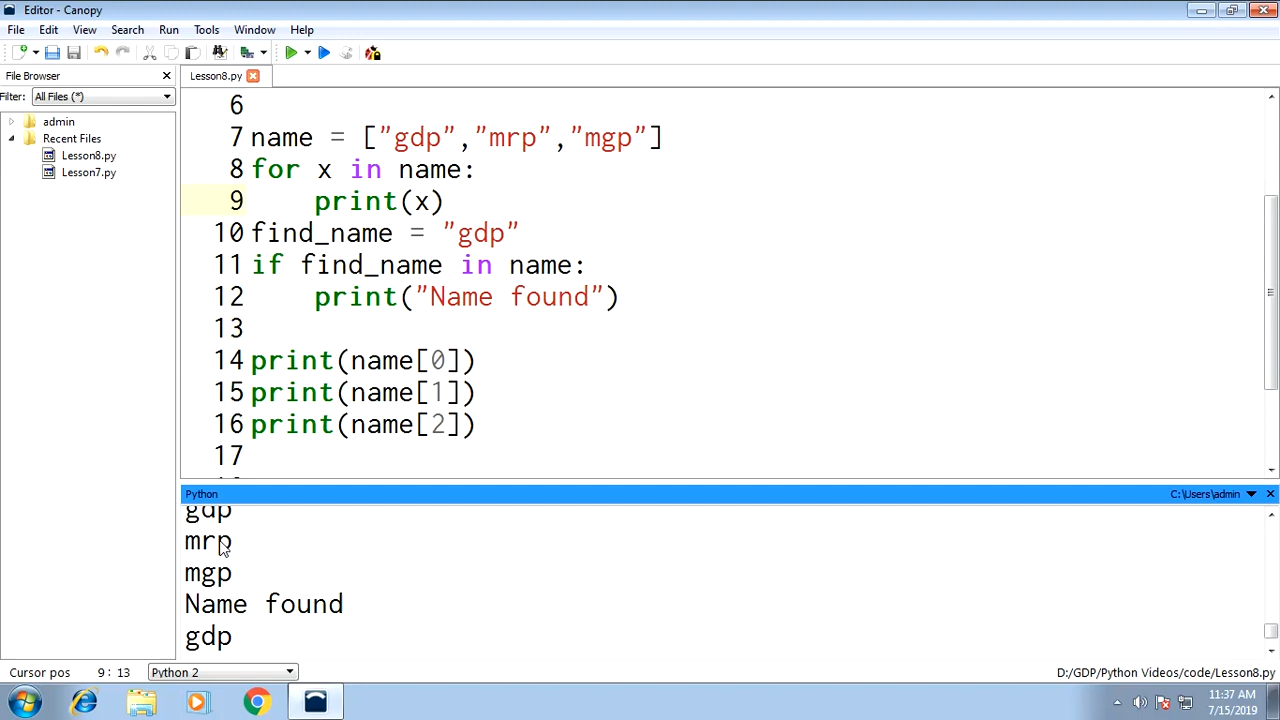 Editor - Canopy
File Edit View Search Run Tools Window Help
File Browser
Lesson8.py
Filter: All Files (*)
admin
Recent Files
Lesson8.py
Lesson7.py
6
7 name = ["gdp","mrp","mgp"]
8 for x in name:
9 print(x)
10 find_name = "gdp"
11 if find_name in name:
12 print("Name found")
13
14 print(name[0])
15 print(name[1])
16 print(name[2])
17
Python C:\Users\admin
gdp
mrp
mgp
Name found
gdp
Cursor pos 9 : 13 Python 2 D:/GDP/Python Videos/code/Lesson8.py
11:37 AM
7/15/2019